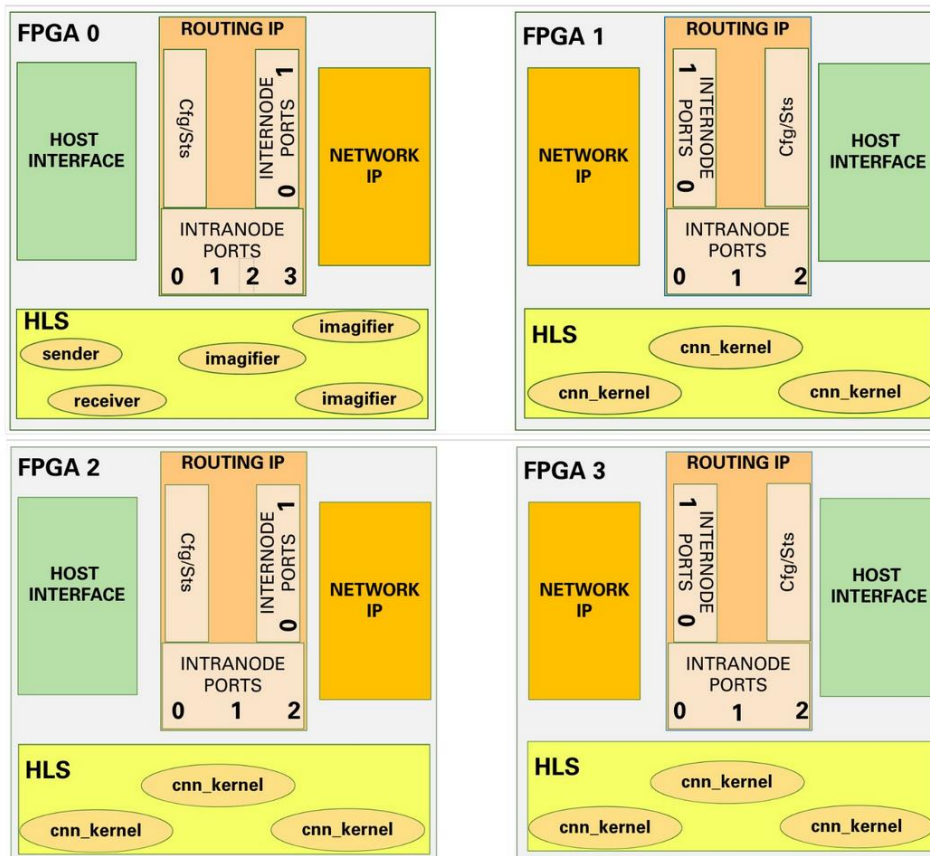 FPGA 0
ROUTING IP
HOST
INTERFACE
Cfg/Sts
INTERNODE
PORTS
1
0
NETWORK
IP
INTRANODE
PORTS
0 1 2 3
HLS
imagifier
sender
imagifier
receiver
imagifier
FPGA 1
ROUTING IP
NETWORK
IP
1
0
INTERNODE
PORTS
Cfg/Sts
HOST
INTERFACE
INTRANODE
PORTS
0 1 2
HLS
cnn_kernel
cnn_kernel
cnn_kernel
FPGA 2
ROUTING IP
HOST
INTERFACE
Cfg/Sts
INTERNODE
PORTS
1
0
NETWORK
IP
INTRANODE
PORTS
0 1 2
HLS
cnn_kernel
cnn_kernel
cnn_kernel
FPGA 3
ROUTING IP
NETWORK
IP
1
0
INTERNODE
PORTS
Cfg/Sts
HOST
INTERFACE
INTRANODE
PORTS
0 1 2
HLS
cnn_kernel
cnn_kernel
cnn_kernel